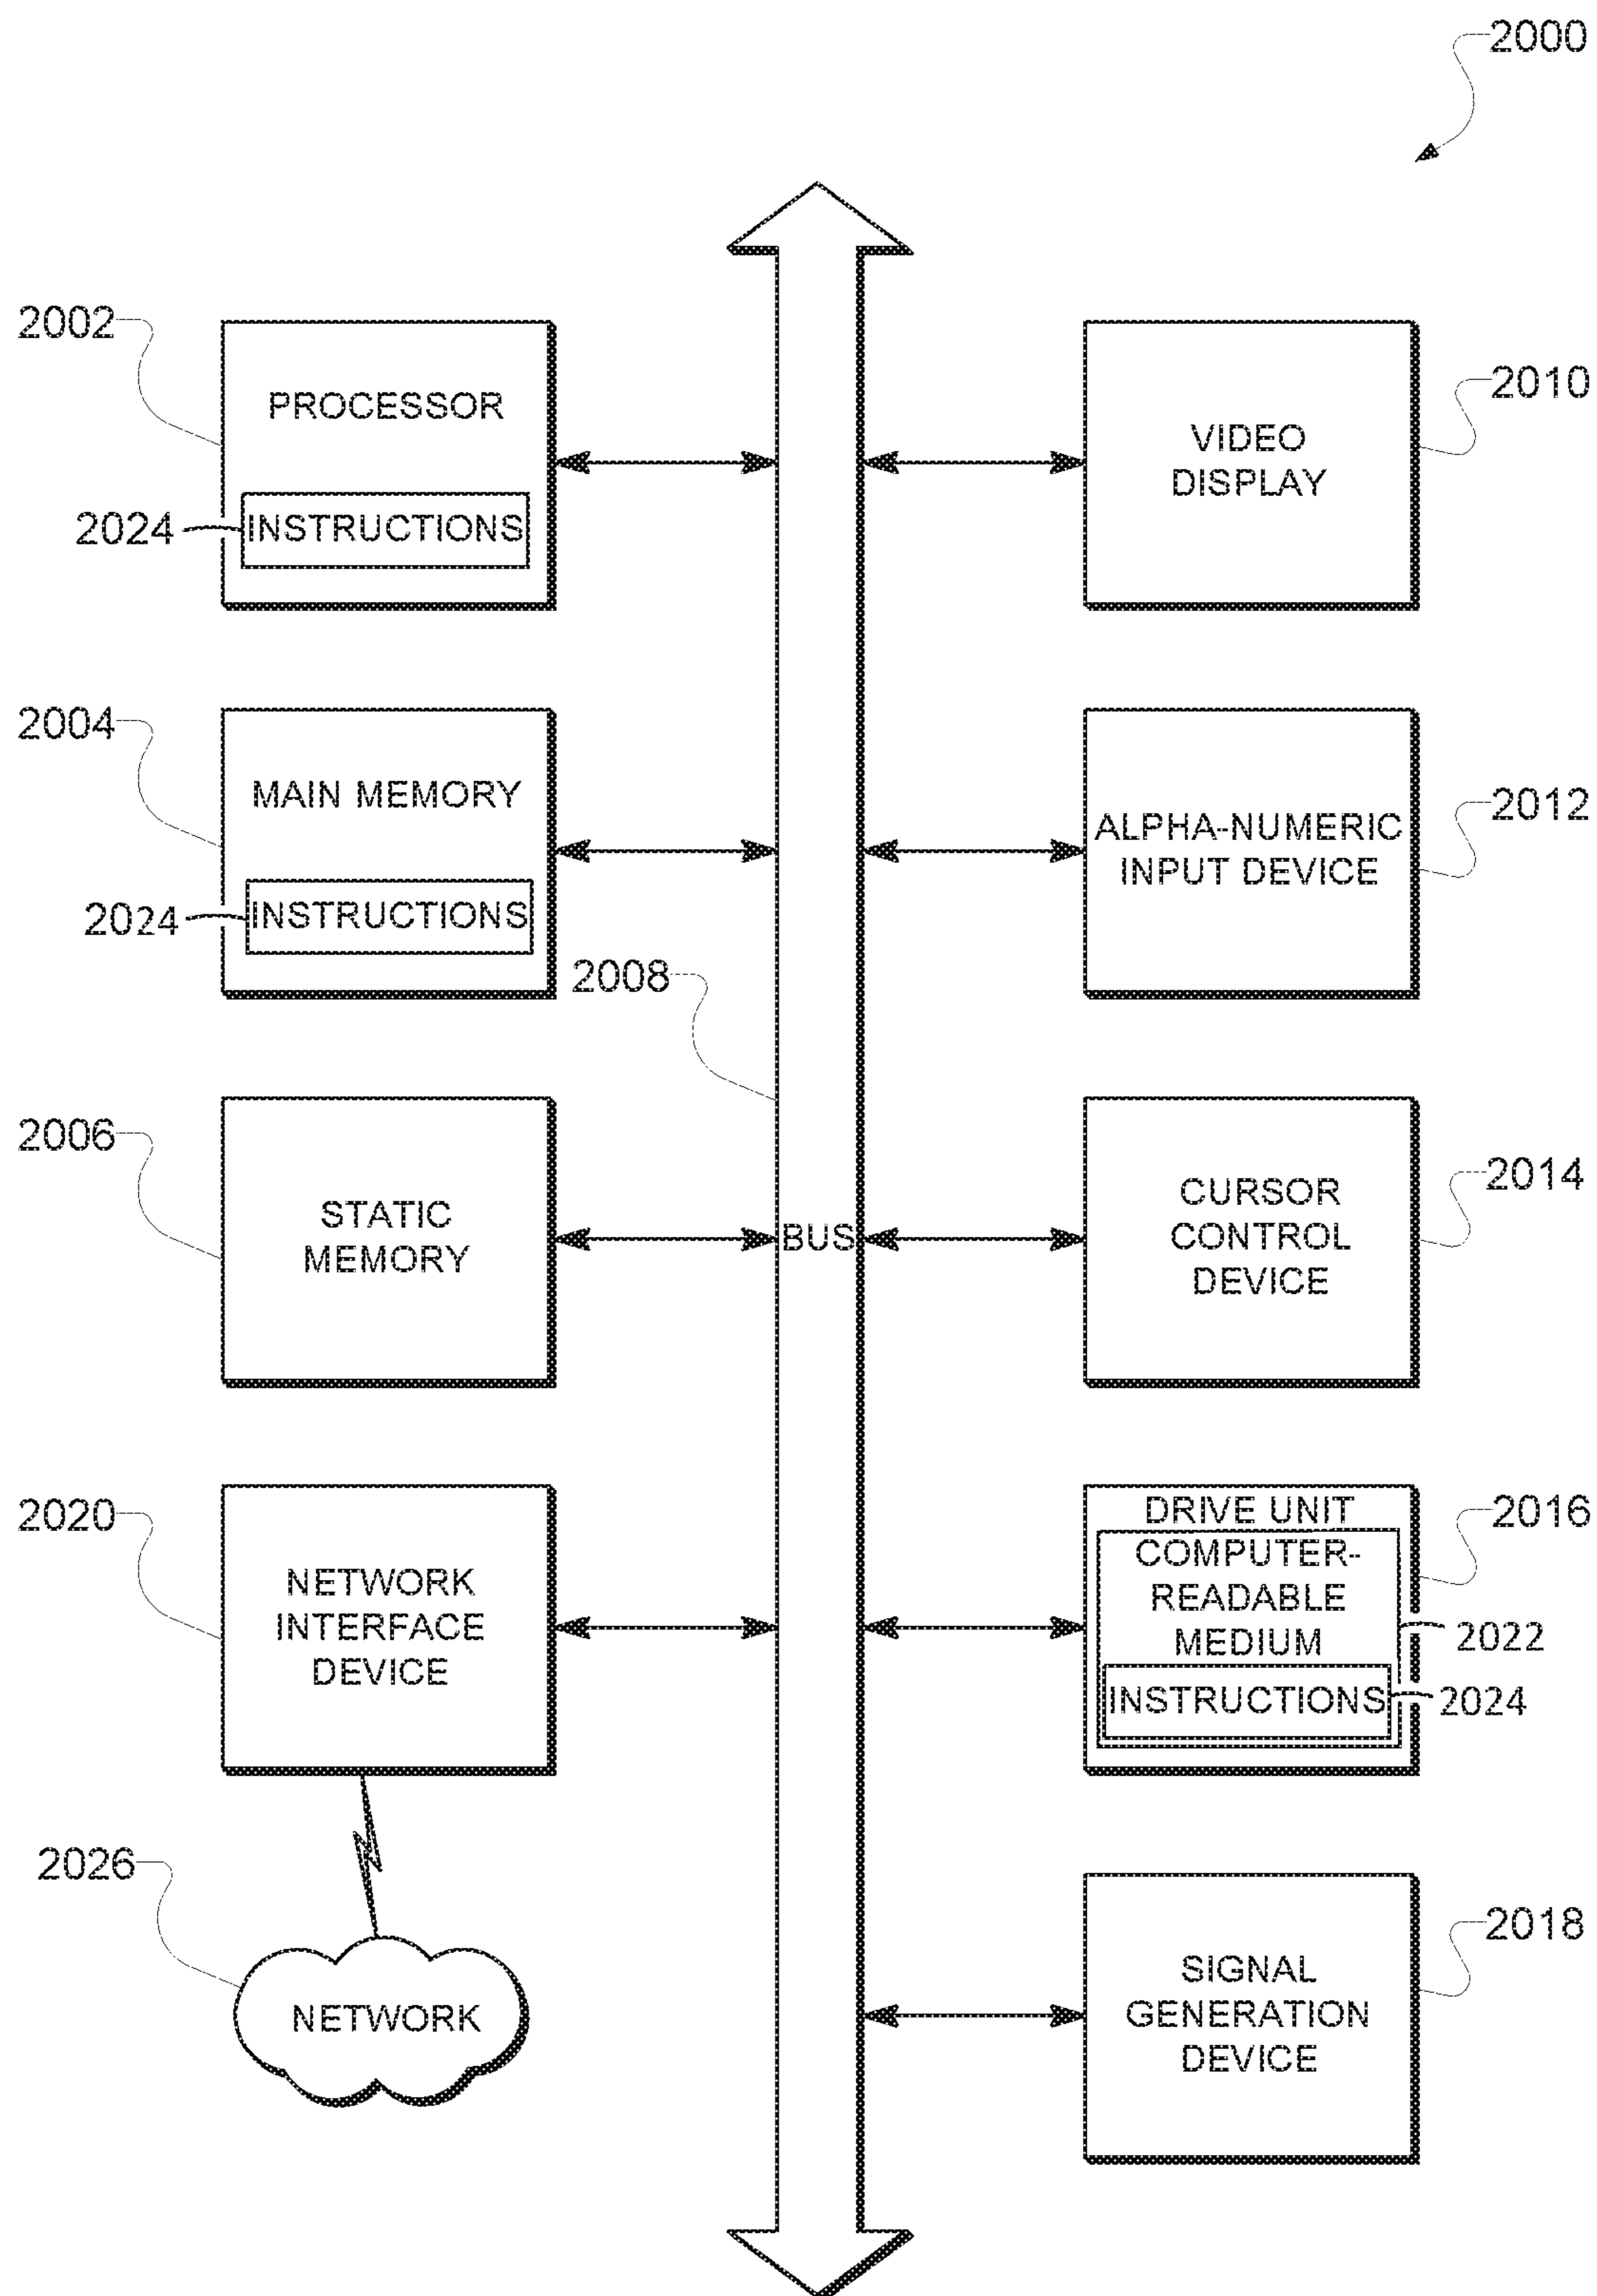 2000
2002
PROCESSOR
2024
INSTRUCTIONS
2004
MAIN MEMORY
2024
INSTRUCTIONS
2008
2006
STATIC
MEMORY
2020
NETWORK
INTERFACE
DEVICE
2026
NETWORK
BUS
VIDEO
DISPLAY
2010
ALPHA-NUMERIC
INPUT DEVICE
2012
CURSOR
CONTROL
DEVICE
2014
DRIVE UNIT
2016
COMPUTER-
READABLE
MEDIUM
2022
INSTRUCTIONS
2024
SIGNAL
GENERATION
DEVICE
2018